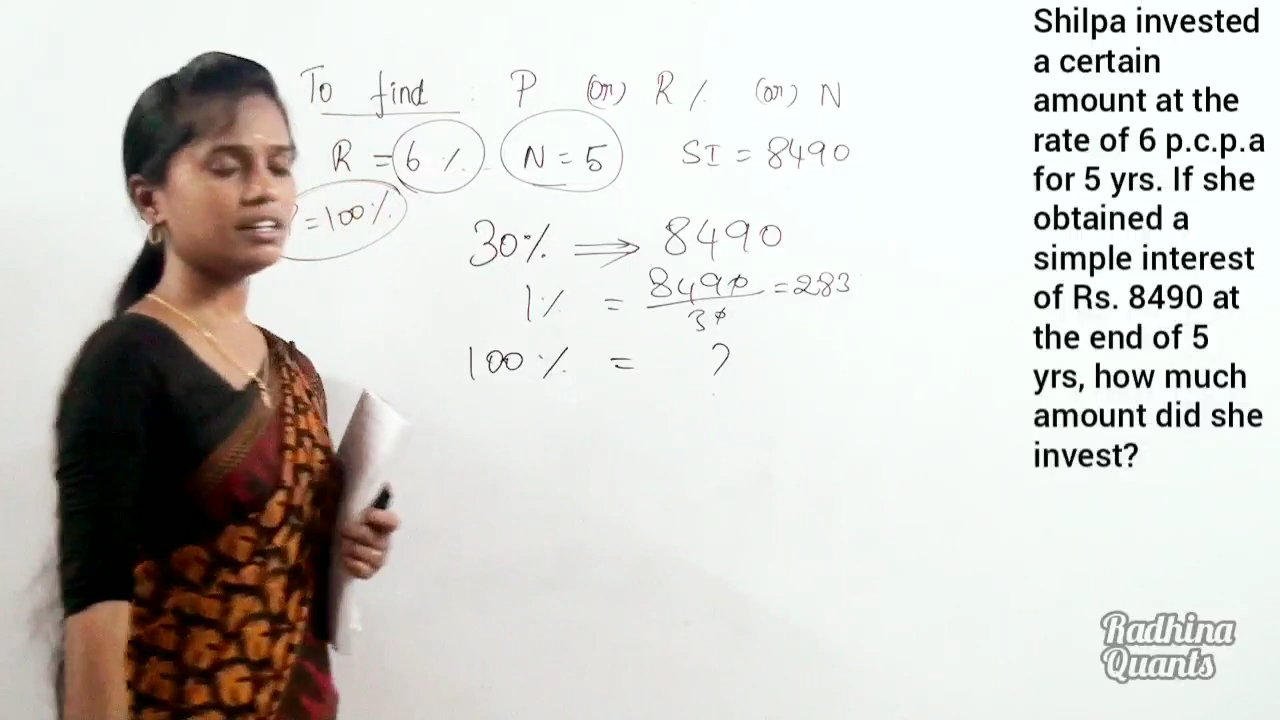 To find : P (or) R % (or) N
R = 6 % N = 5 SI = 8490
= 100 %
30 % ⇒ 8490
1 % = 8490 / 30 = 283
100 % = ?
Shilpa invested
a certain
amount at the
rate of 6 p.c.p.a
for 5 yrs. If she
obtained a
simple interest
of Rs. 8490 at
the end of 5
yrs, how much
amount did she
invest?
Radhina
Quants